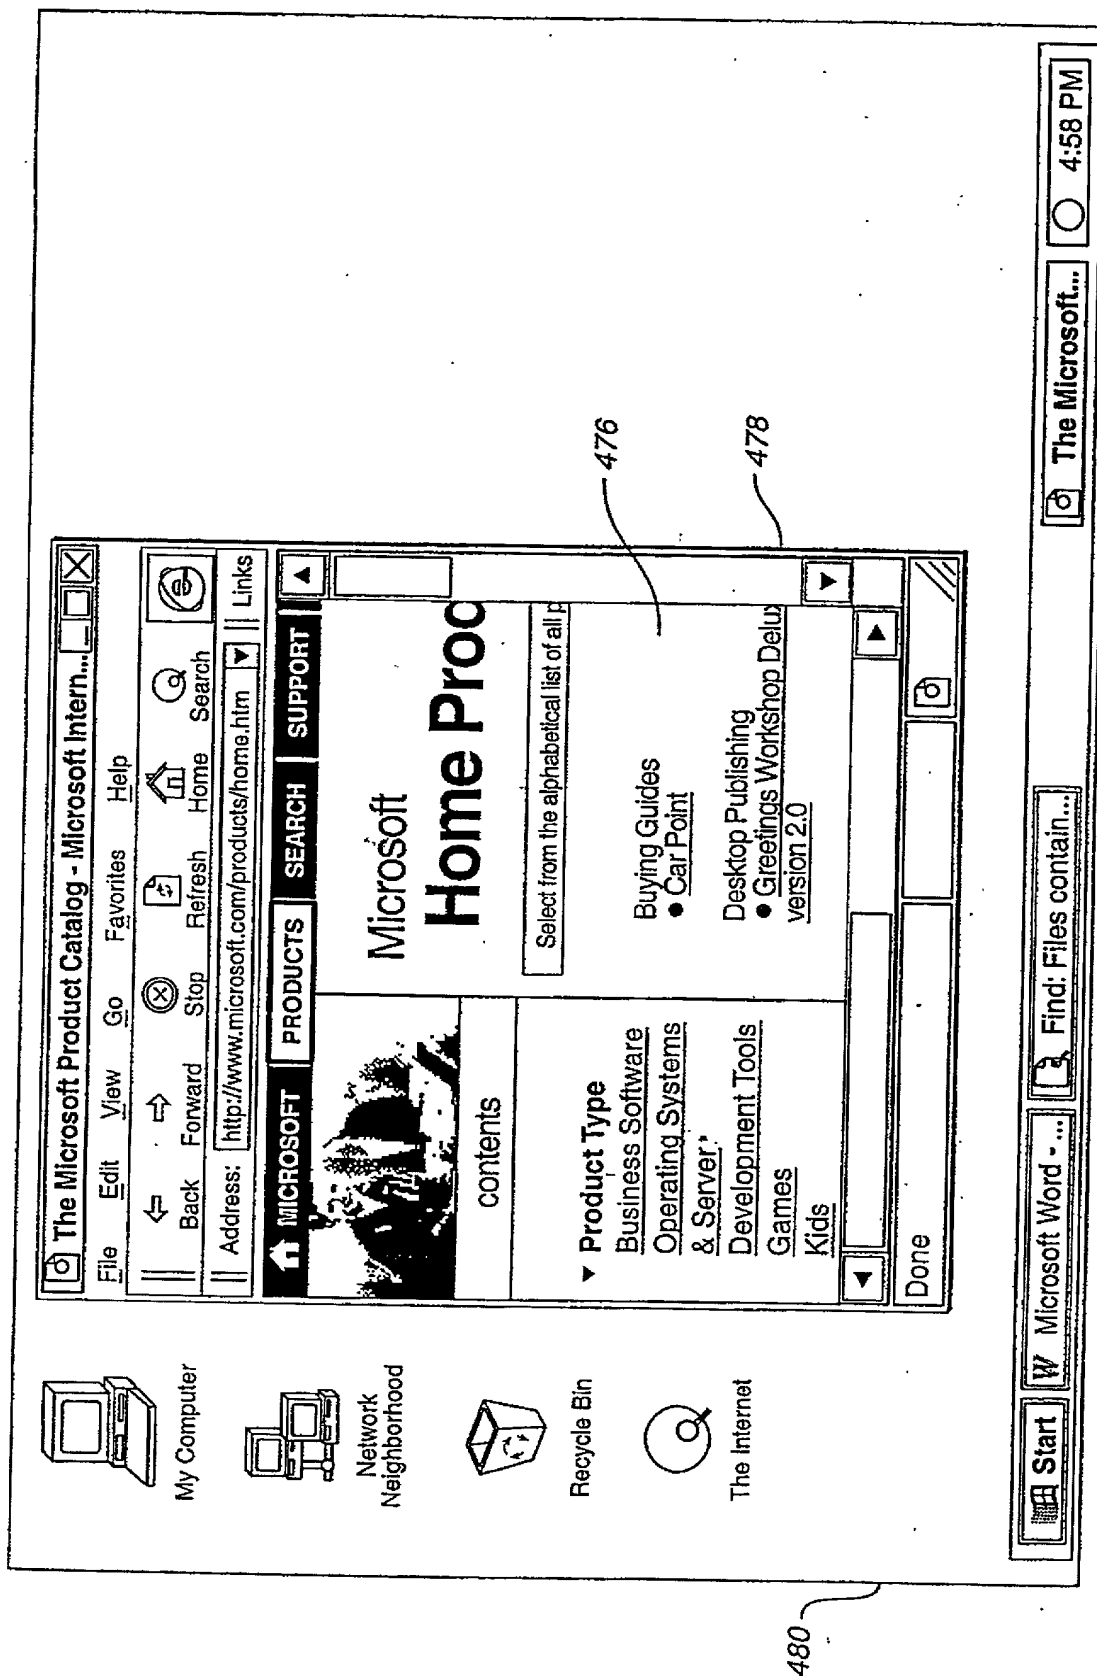 The Microsoft Product Catalog - Microsoft Intern...
File Edit View Go Favorites Help
Back Forward Stop Refresh Home Search
Address: http://www.microsoft.com/products/home.htm Links
MICROSOFT PRODUCTS SEARCH SUPPORT
Microsoft
Home Proc
contents
Select from the alphabetical list of all p
Product Type
Business Software
Operating Systems
& Server
Development Tools
Games
Kids
Buying Guides
• Car Point
Desktop Publishing
• Greetings Workshop Delux
version 2.0
Done
My Computer
Network
Neighborhood
Recycle Bin
The Internet
Start
W Microsoft Word - ...
Find: Files contain...
The Microsoft...
4:58 PM
476
478
480